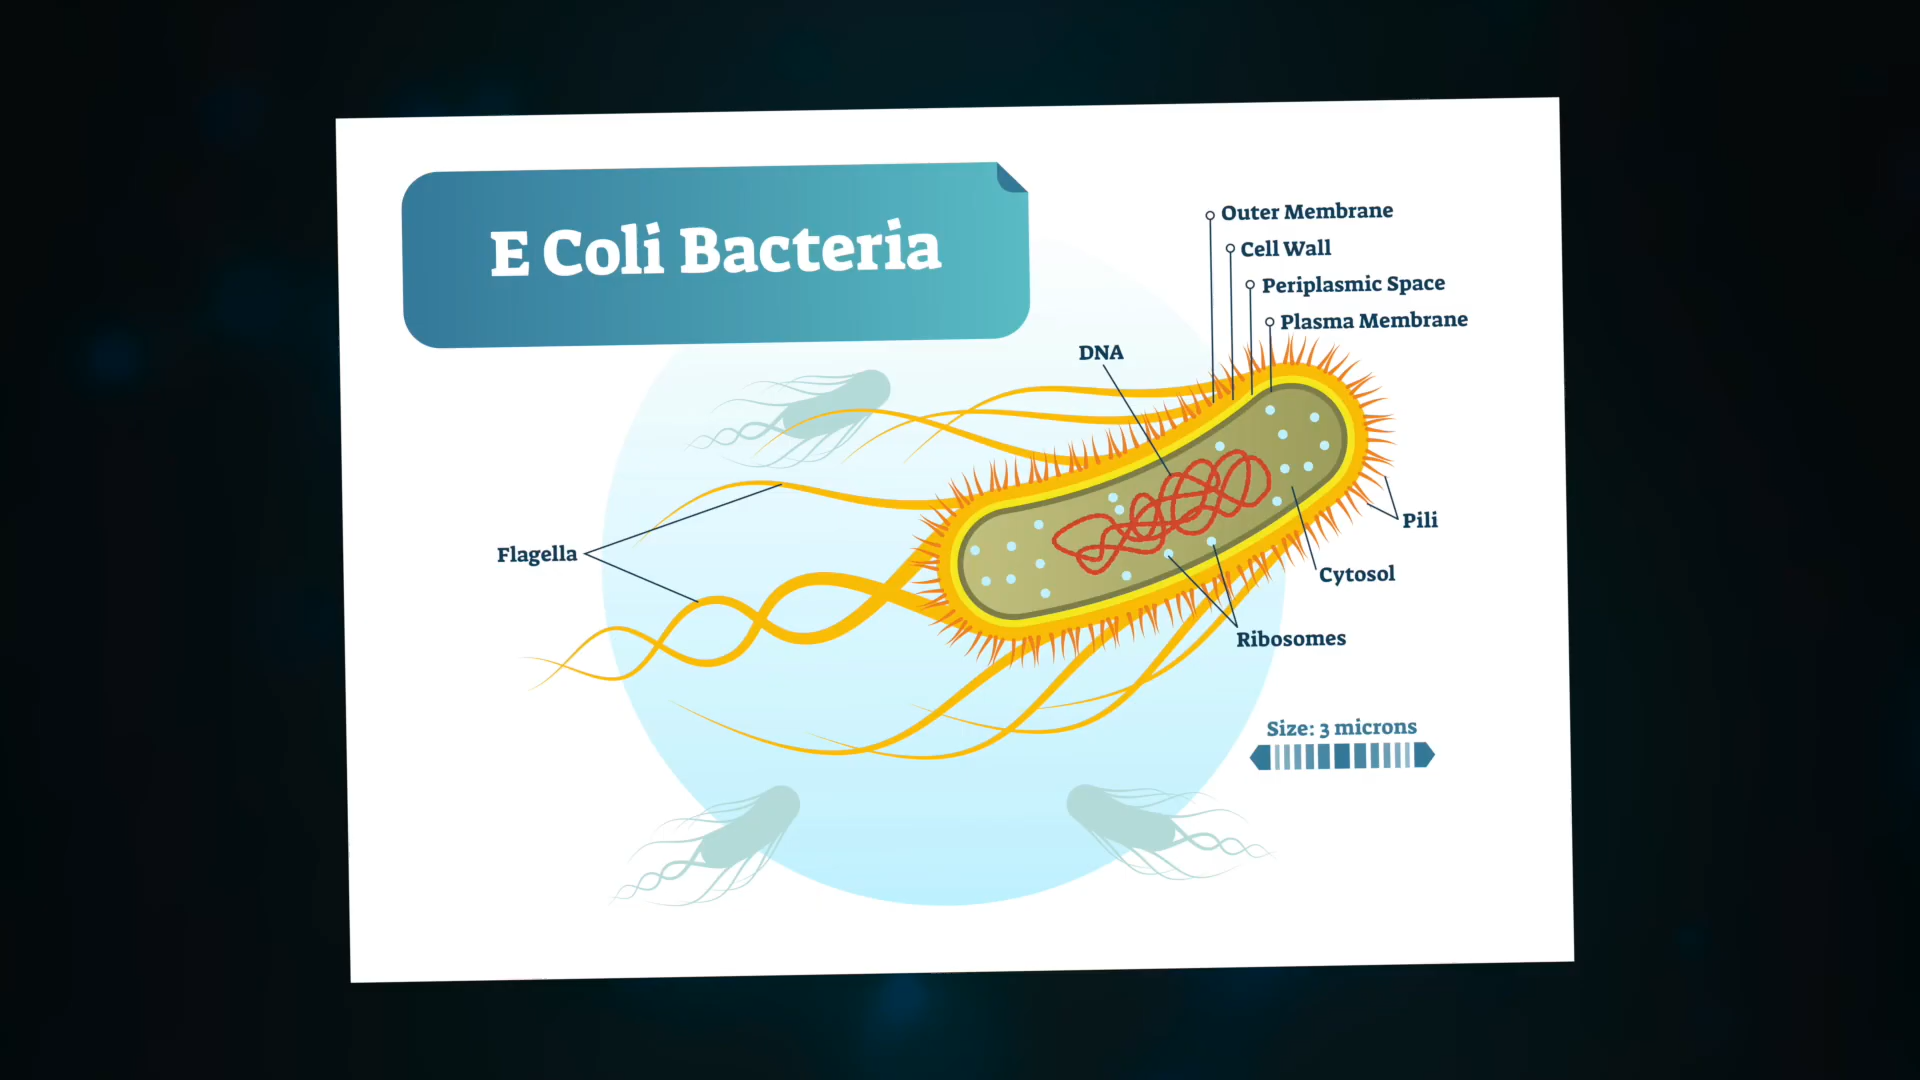 E Coli Bacteria
Outer Membrane
Cell Wall
Periplasmic Space
Plasma Membrane
DNA
Flagella
Pili
Cytosol
Ribosomes
Size: 3 microns